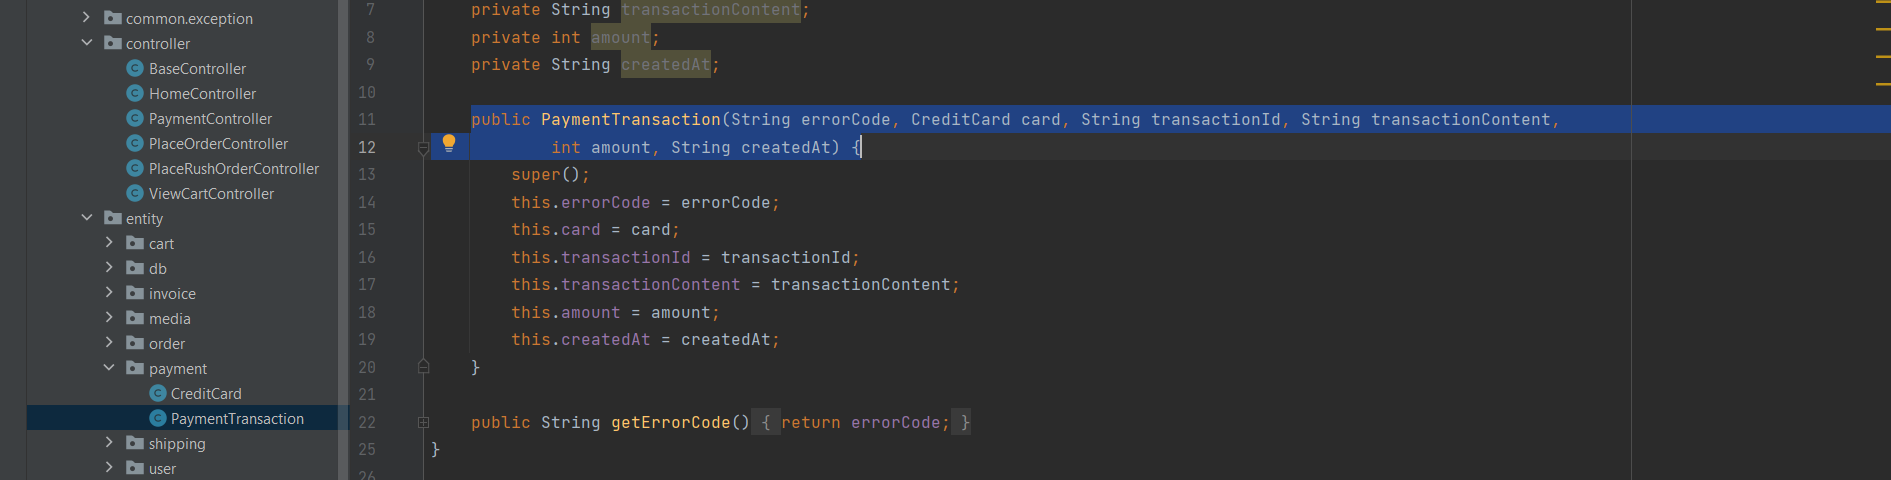 common.exception
controller
BaseController
HomeController
PaymentController
PlaceOrderController
PlaceRushOrderController
ViewCartController
entity
cart
db
invoice
media
order
payment
CreditCard
PaymentTransaction
shipping
user
7 private String transactionContent;
8 private int amount;
9 private String createdAt;
10
11 public PaymentTransaction(String errorCode, CreditCard card, String transactionId, String transactionContent,
12 int amount, String createdAt) {
13 super();
14 this.errorCode = errorCode;
15 this.card = card;
16 this.transactionId = transactionId;
17 this.transactionContent = transactionContent;
18 this.amount = amount;
19 this.createdAt = createdAt;
20 }
21
22 public String getErrorCode() { return errorCode; }
25 }
26